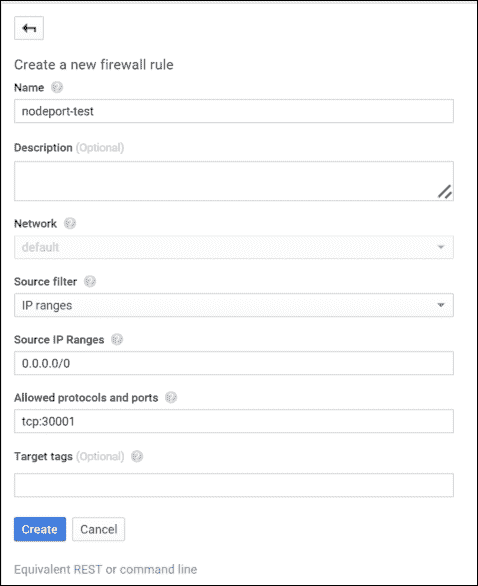 Create a new firewall rule
Name
nodeport-test
Description (Optional)
Network
default
Source filter
IP ranges
Source IP Ranges
0.0.0.0/0
Allowed protocols and ports
tcp:30001
Target tags (Optional)
Create Cancel
Equivalent REST or command line